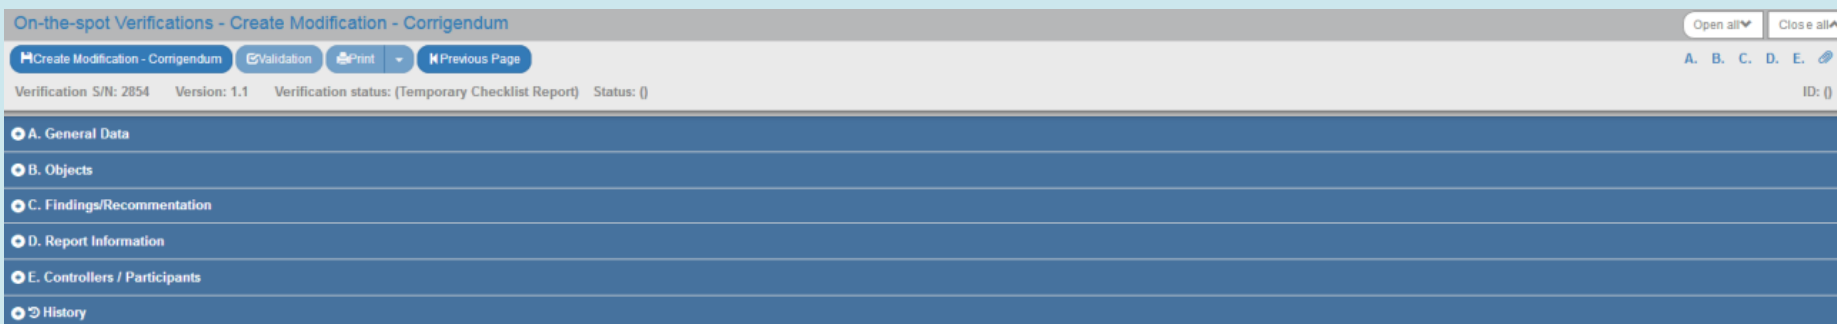 On-the-spot Verifications - Create Modification - Corrigendum Open all Close all
Create Modification - Corrigendum Validation Print Previous Page A. B. C. D. E.
Verification S/N: 2854 Version: 1.1 Verification status: (Temporary Checklist Report) Status: () ID: ()
A. General Data
B. Objects
C. Findings/Recommentation
D. Report Information
E. Controllers / Participants
History